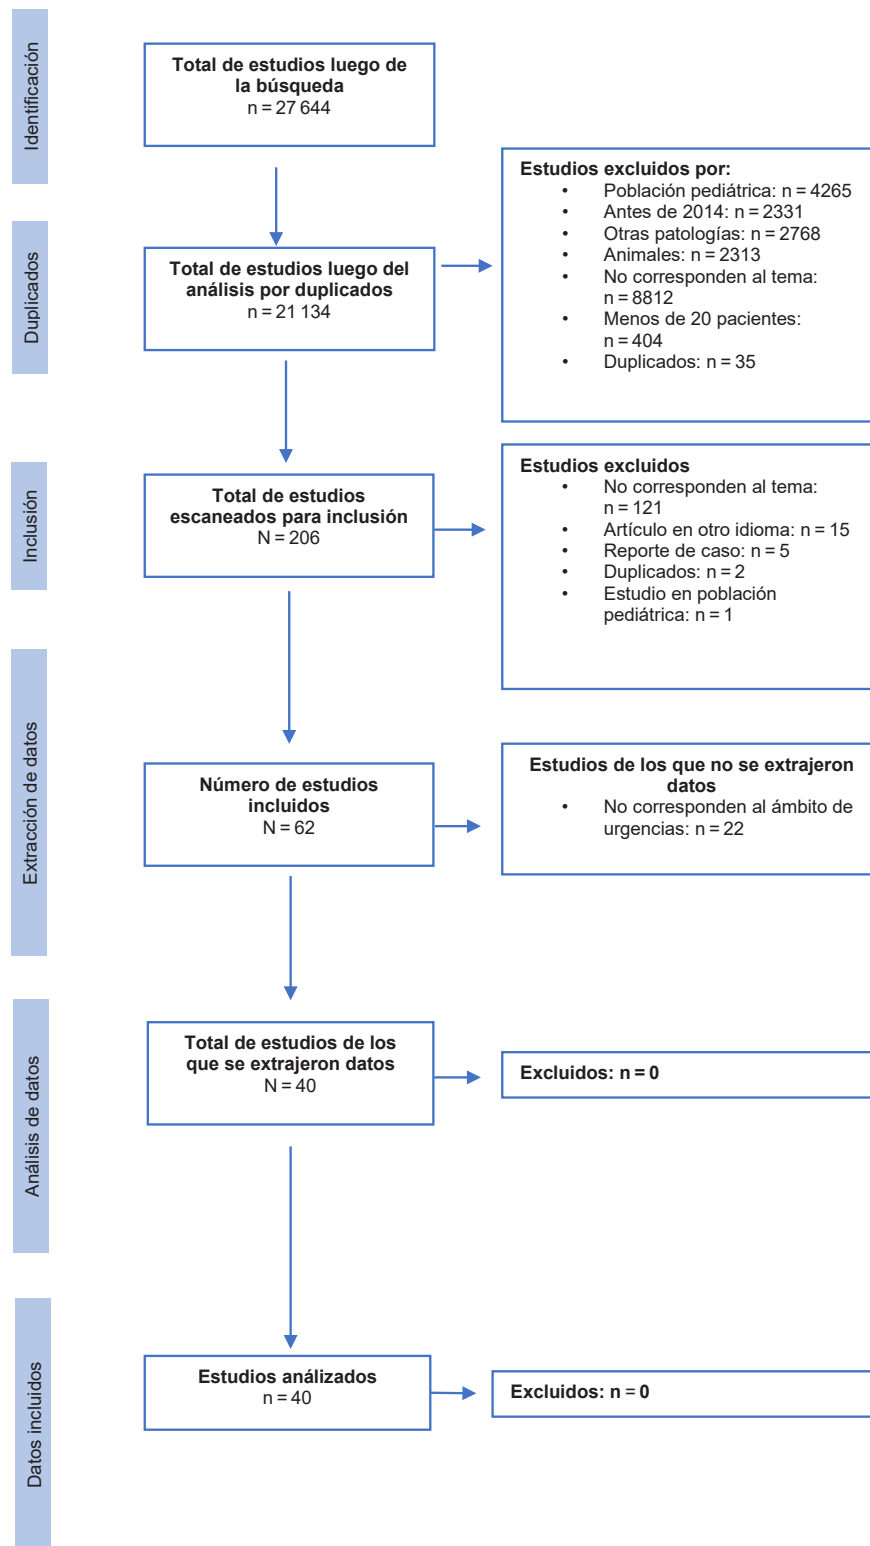 Identificación
Total de estudios luego de
la búsqueda
n = 27 644
Duplicados
Total de estudios luego del
análisis por duplicados
n = 21 134
Estudios excluidos por:
• Población pediátrica: n = 4265
• Antes de 2014: n = 2331
• Otras patologías: n = 2768
• Animales: n = 2313
• No corresponden al tema:
n = 8812
• Menos de 20 pacientes:
n = 404
• Duplicados: n = 35
Inclusión
Total de estudios
escaneados para inclusión
N = 206
Estudios excluidos
• No corresponden al tema:
n = 121
• Artículo en otro idioma: n = 15
• Reporte de caso: n = 5
• Duplicados: n = 2
• Estudio en población
pediátrica: n = 1
Extracción de datos
Número de estudios
incluidos
N = 62
Estudios de los que no se extrajeron
datos
• No corresponden al ámbito de
urgencias: n = 22
Análisis de datos
Total de estudios de los
que se extrajeron datos
N = 40
Excluidos: n = 0
Datos incluidos
Estudios análizados
n = 40
Excluidos: n = 0